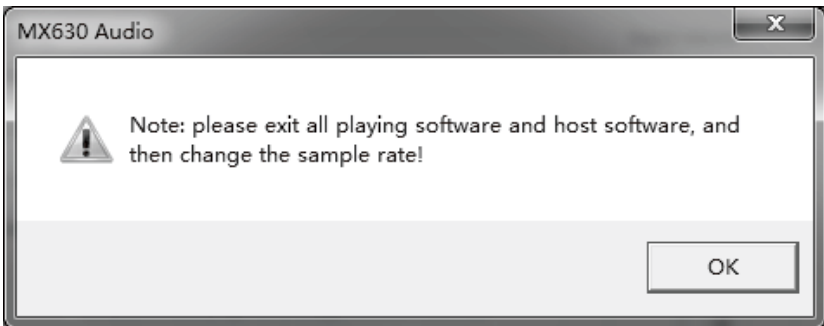 MX630 Audio
Note: please exit all playing software and host software, and
then change the sample rate!
OK